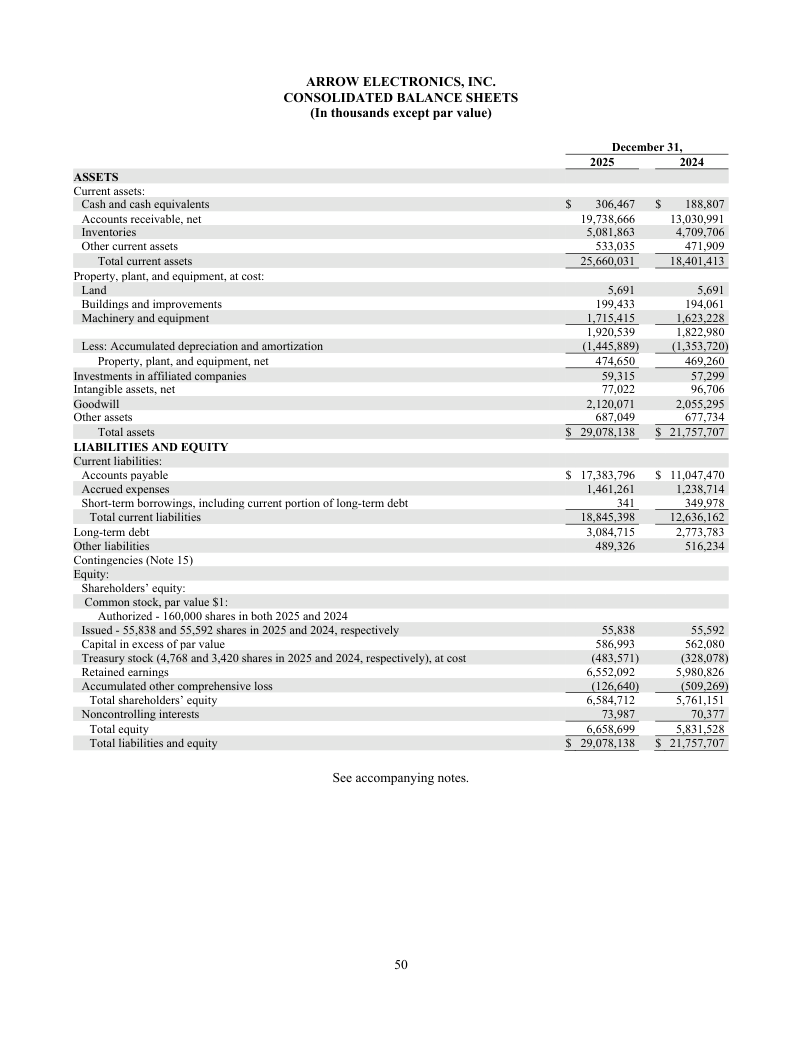 ARROW ELECTRONICS, INC.
CONSOLIDATED BALANCE SHEETS
(In thousands except par value)
December 31,
2025 2024
ASSETS
Current assets:
Cash and cash equivalents $ 306,467 $ 188,807
Accounts receivable, net 19,738,666 13,030,991
Inventories 5,081,863 4,709,706
Other current assets 533,035 471,909
Total current assets 25,660,031 18,401,413
Property, plant, and equipment, at cost:
Land 5,691 5,691
Buildings and improvements 199,433 194,061
Machinery and equipment 1,715,415 1,623,228
1,920,539 1,822,980
Less: Accumulated depreciation and amortization (1,445,889) (1,353,720)
Property, plant, and equipment, net 474,650 469,260
Investments in affiliated companies 59,315 57,299
Intangible assets, net 77,022 96,706
Goodwill 2,120,071 2,055,295
Other assets 687,049 677,734
Total assets $ 29,078,138 $ 21,757,707
LIABILITIES AND EQUITY
Current liabilities:
Accounts payable $ 17,383,796 $ 11,047,470
Accrued expenses 1,461,261 1,238,714
Short-term borrowings, including current portion of long-term debt 341 349,978
Total current liabilities 18,845,398 12,636,162
Long-term debt 3,084,715 2,773,783
Other liabilities 489,326 516,234
Contingencies (Note 15)
Equity:
Shareholders’ equity:
Common stock, par value $1:
Authorized - 160,000 shares in both 2025 and 2024
Issued - 55,838 and 55,592 shares in 2025 and 2024, respectively 55,838 55,592
Capital in excess of par value 586,993 562,080
Treasury stock (4,768 and 3,420 shares in 2025 and 2024, respectively), at cost (483,571) (328,078)
Retained earnings 6,552,092 5,980,826
Accumulated other comprehensive loss (126,640) (509,269)
Total shareholders’ equity 6,584,712 5,761,151
Noncontrolling interests 73,987 70,377
Total equity 6,658,699 5,831,528
Total liabilities and equity $ 29,078,138 $ 21,757,707
See accompanying notes.
50